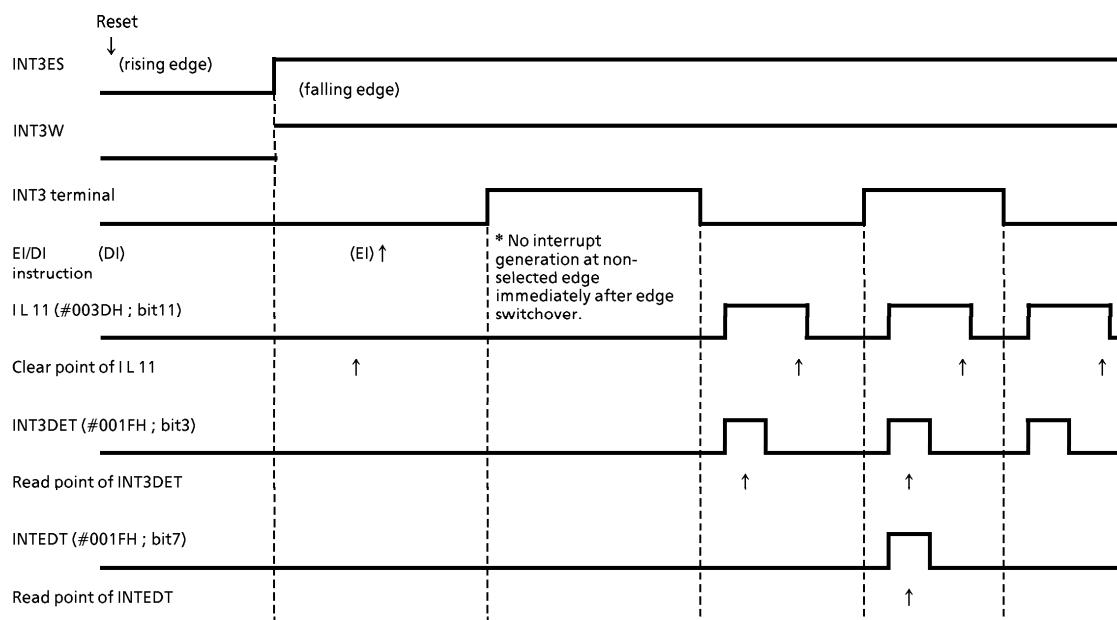 Reset
↓
INT3ES
(rising edge)
(falling edge)
INT3W
INT3 terminal
EI/DI (DI) (EI) ↑
instruction
* No interrupt
generation at non-
selected edge
immediately after edge
switchover.
I L 11 (#003DH ; bit11)
Clear point of I L 11 ↑ ↑ ↑ ↑
INT3DET (#001FH ; bit3)
Read point of INT3DET ↑ ↑
INTEDT (#001FH ; bit7)
Read point of INTEDT ↑